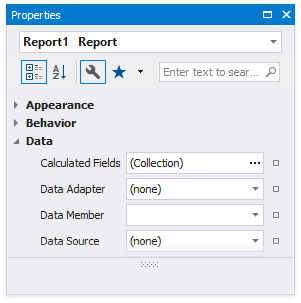 Properties
Report1 Report
A
Z
Enter text to sear...
Appearance
Behavior
Data
Calculated Fields (Collection) ...
Data Adapter (none)
Data Member
Data Source (none)